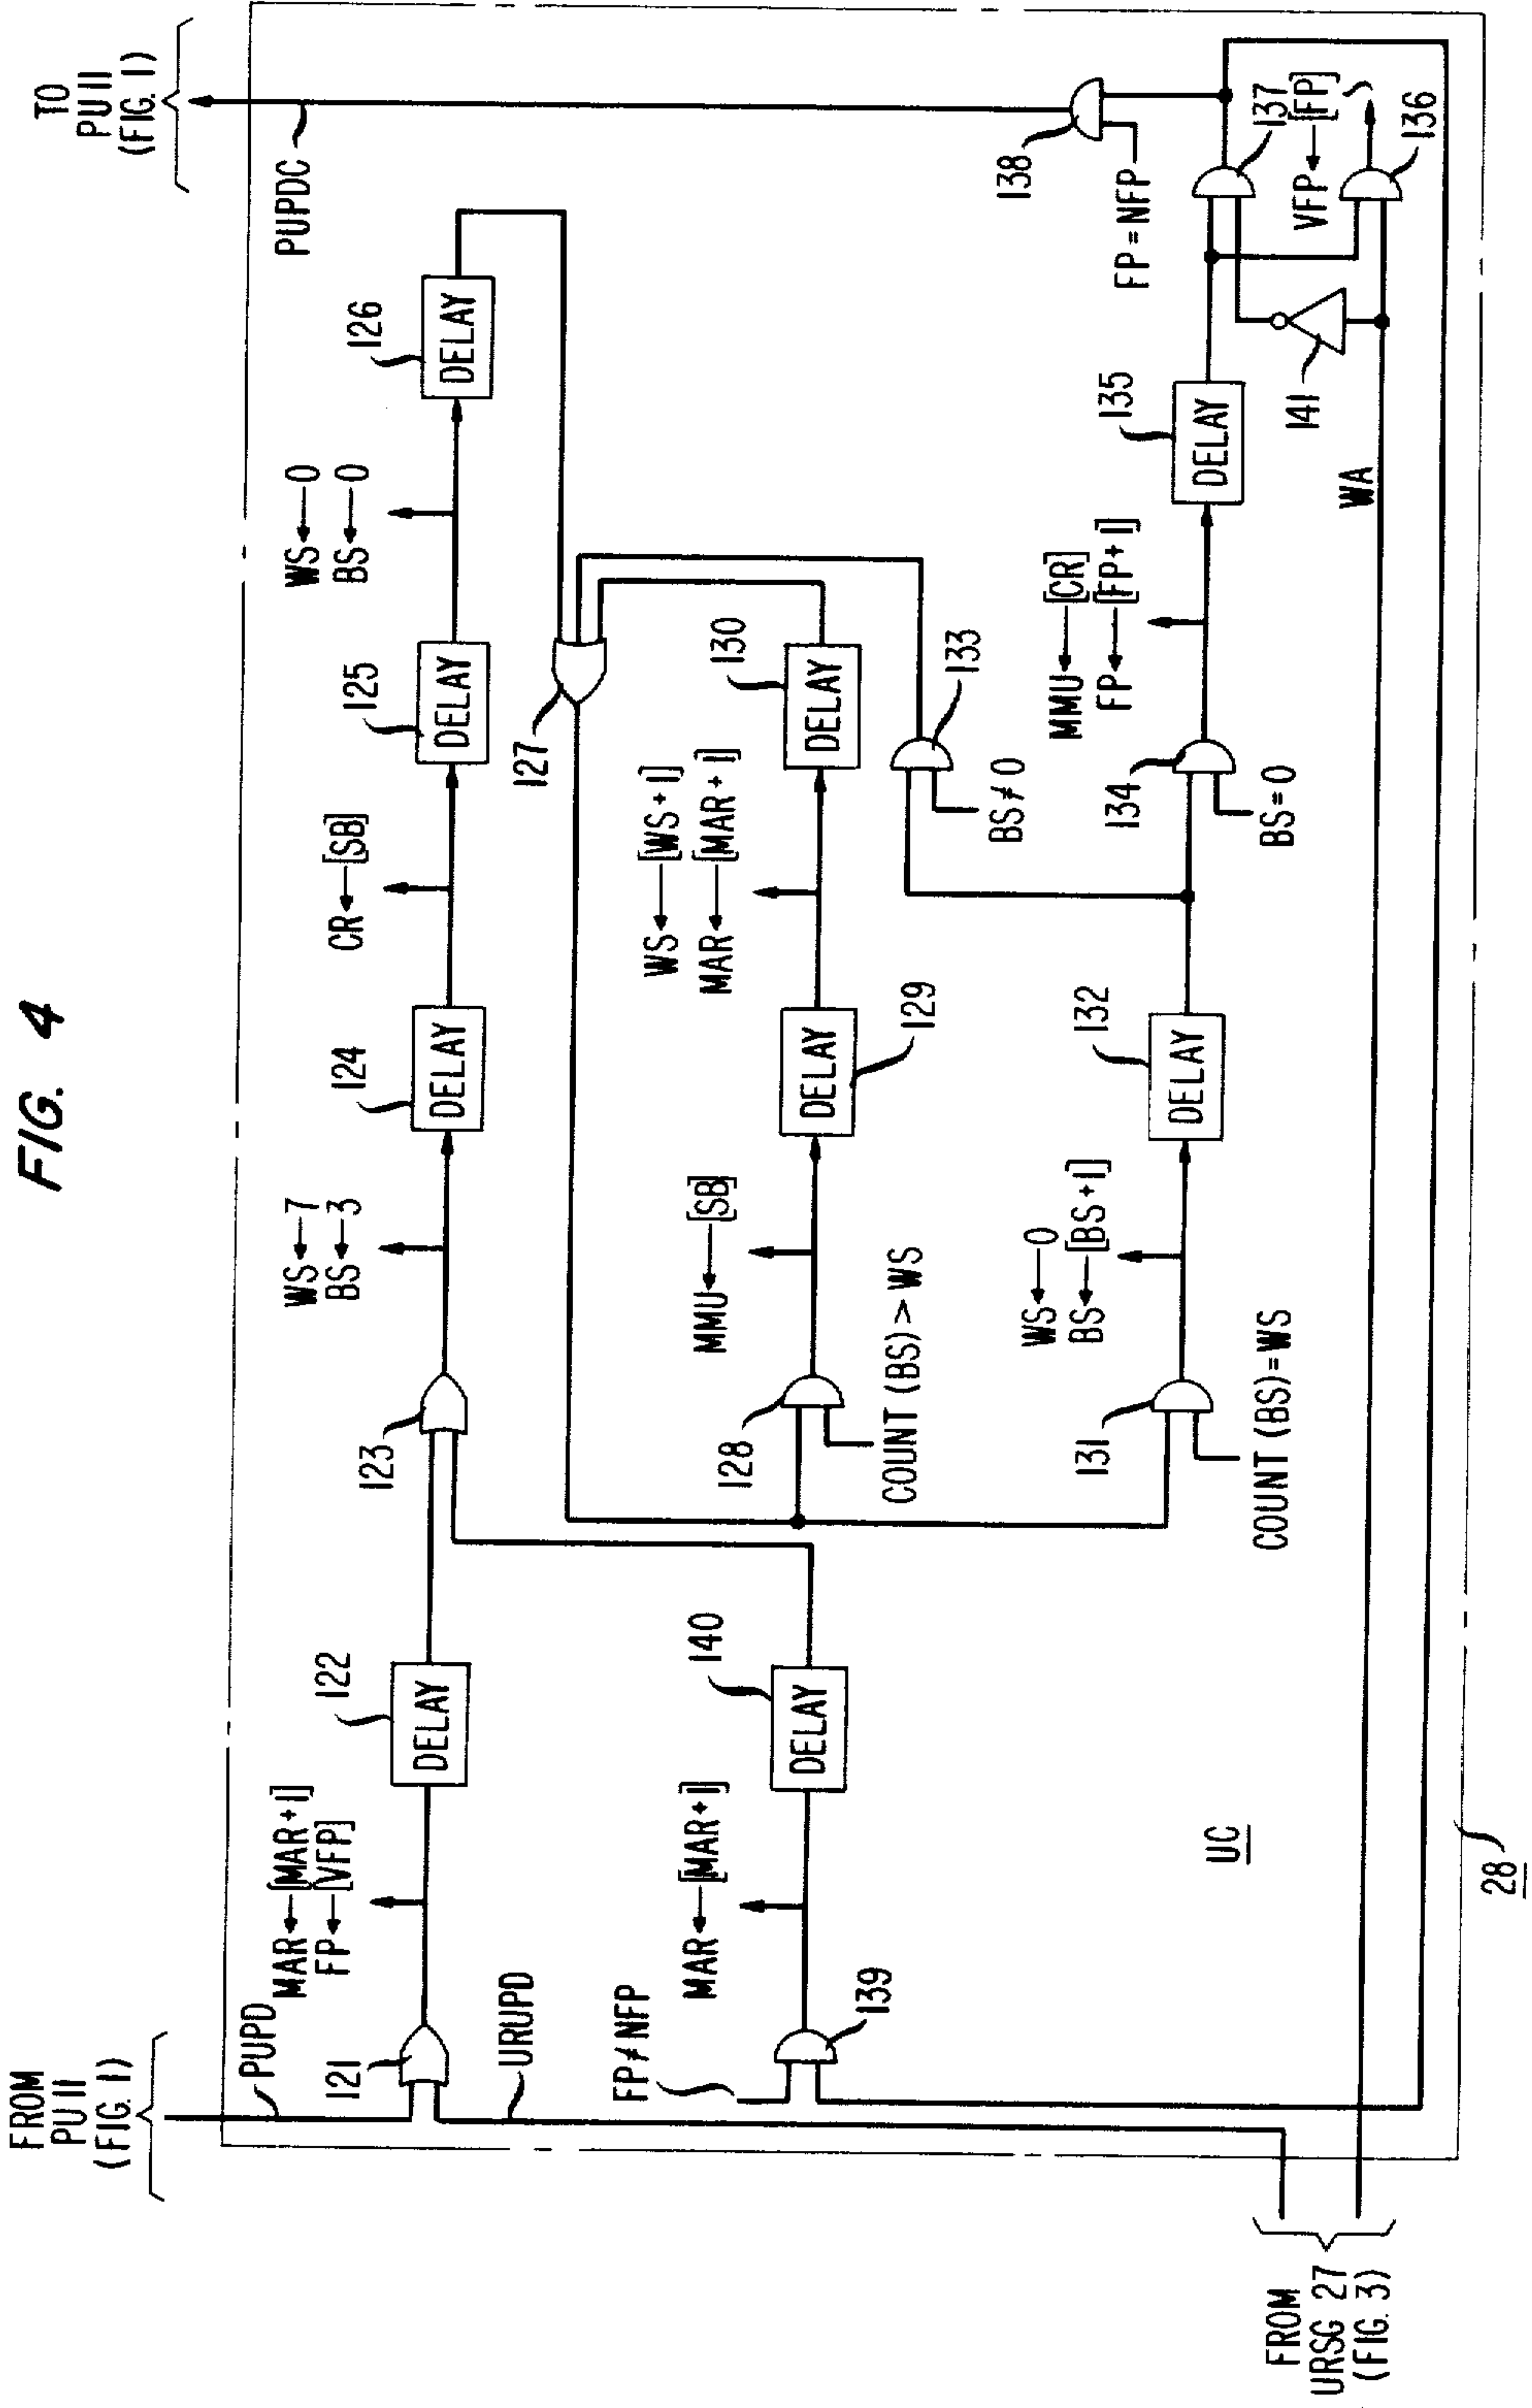 FIG. 4
FROM
PU 11
(FIG. 1)
TO
PU 11
(FIG. 1)
PUPD
PUPDC
121
URUPD
MAR←[MAR+1]
FP←[VFP]
122
DELAY
123
WS←7
BS←3
124
DELAY
CR←[SB]
125
DELAY
WS←0
BS←0
126
DELAY
127
FP≠NFP
139
MAR←[MAR+1]
140
DELAY
128
COUNT (BS)>WS
MMU←[SB]
DELAY
129
WS←[WS+1]
MAR←[MAR+1]
130
DELAY
133
BS≠0
131
COUNT (BS)=WS
WS←0
BS←[BS+1]
132
DELAY
134
BS=0
MMU←[CR]
FP←[FP+1]
135
DELAY
138
FP=NFP
137
VFP←[FP]
136
141
WA
UC
28
FROM
URSG 27
(FIG. 3)